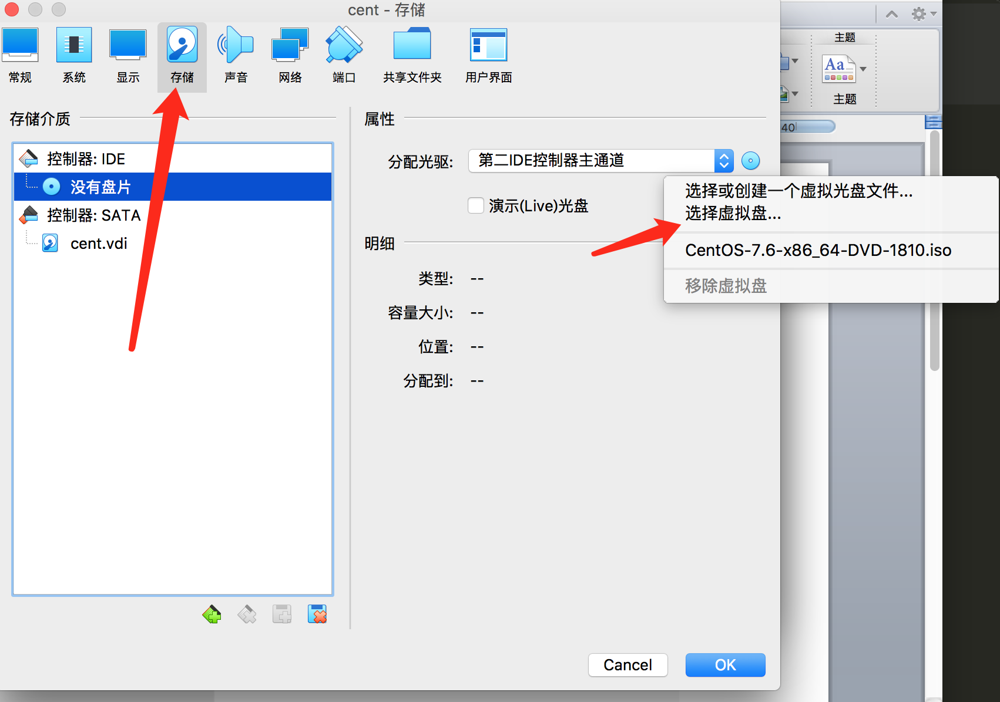 cent - 存储
常规
系统
显示
存储
声音
网络
端口
共享文件夹
用户界面
主题
Aa
主题
40
存储介质
控制器: IDE
没有盘片
控制器: SATA
cent.vdi
属性
分配光驱:
第二IDE控制器主通道
演示(Live)光盘
选择或创建一个虚拟光盘文件...
选择虚拟盘...
CentOS-7.6-x86_64-DVD-1810.iso
移除虚拟盘
明细
类型: --
容量大小: --
位置: --
分配到: --
Cancel
OK